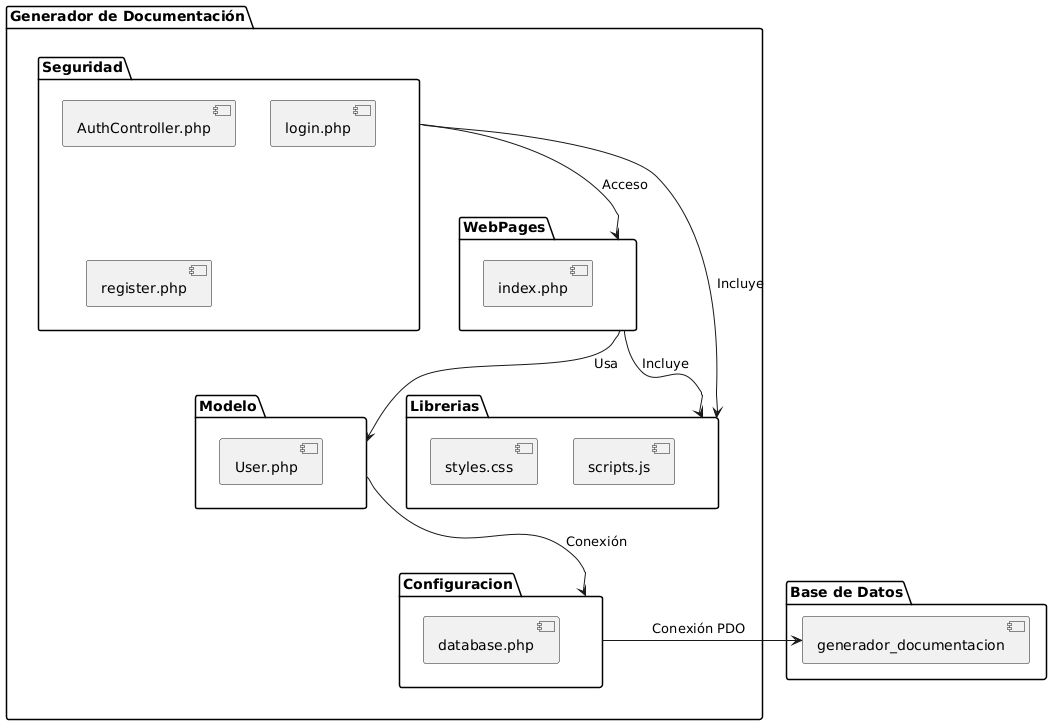 Generador de Documentación
Seguridad
AuthController.php
login.php
register.php
Acceso
WebPages
index.php
Incluye
Usa
Incluye
Modelo
User.php
Librerias
styles.css
scripts.js
Conexión
Configuracion
database.php
Conexión PDO
Base de Datos
generador_documentacion